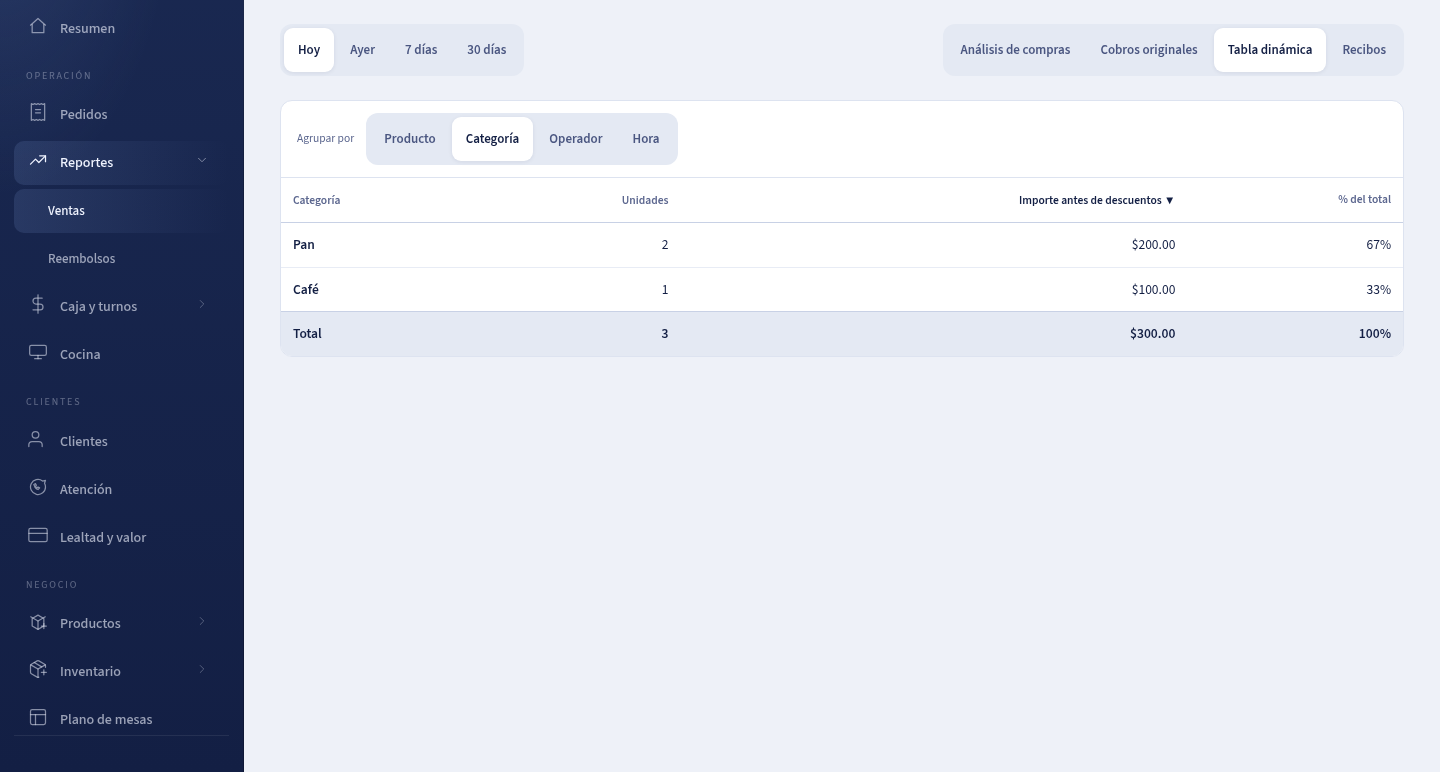 Resumen
OPERACIÓN
Pedidos
Reportes
Ventas
Reembolsos
Caja y turnos
Cocina
CLIENTES
Clientes
Atención
Lealtad y valor
NEGOCIO
Productos
Inventario
Plano de mesas
Hoy Ayer 7 días 30 días
Análisis de compras Cobros originales Tabla dinámica Recibos
Agrupar por Producto Categoría Operador Hora
Categoría Unidades Importe antes de descuentos ▼ % del total
Pan 2 $200.00 67%
Café 1 $100.00 33%
Total 3 $300.00 100%